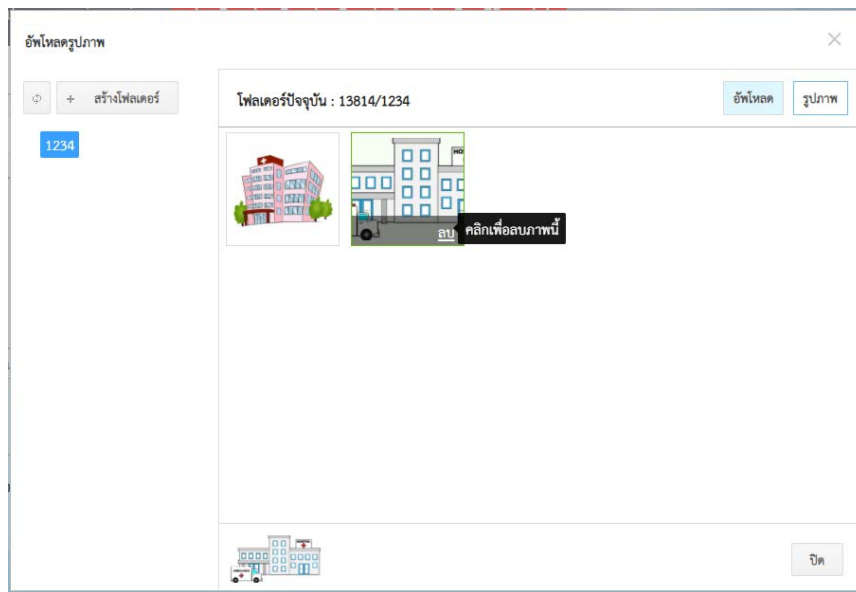 อัพโหลดรูปภาพ
+ สร้างโฟลเดอร์
โฟลเดอร์ปัจจุบัน : 13814/1234
อัพโหลด
รูปภาพ
1234
ลบ
คลิกเพื่อลบภาพนี้
ปิด